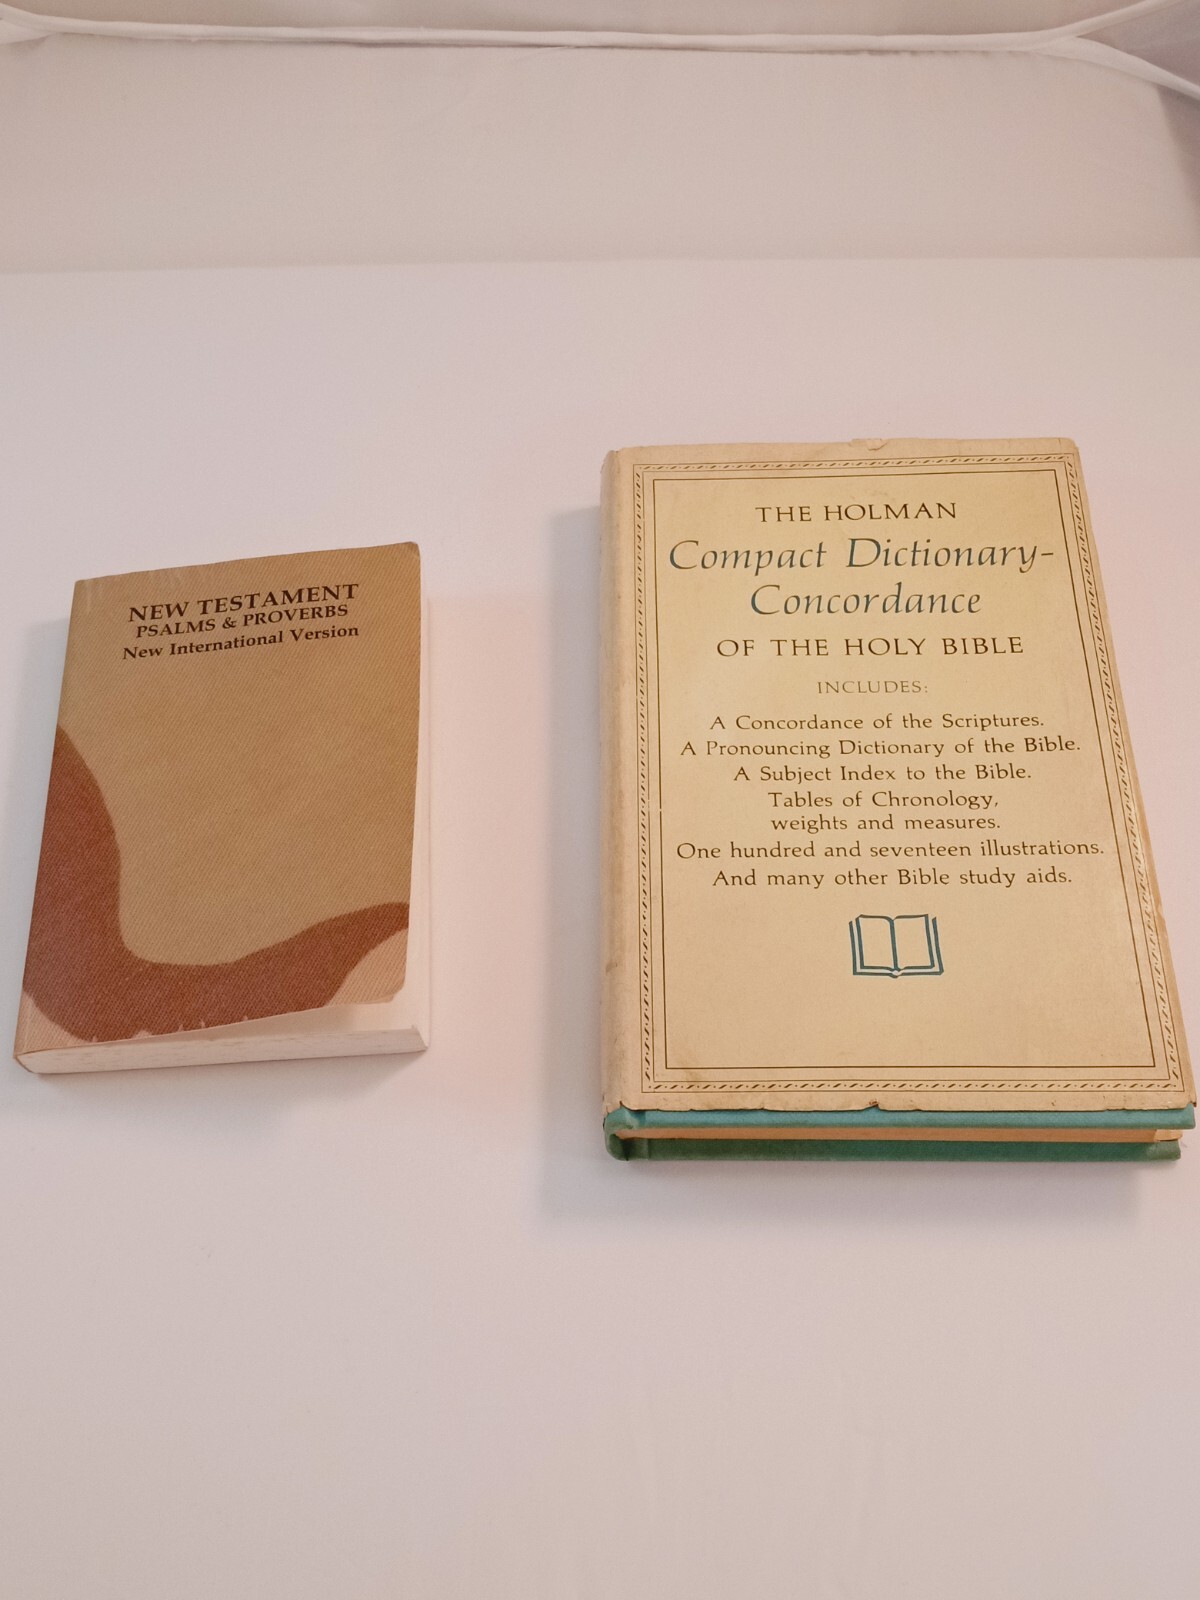 NEW TESTAMENT
PSALMS & PROVERBS
New International Version
THE HOLMAN
Compact Dictionary-
Concordance
OF THE HOLY BIBLE
INCLUDES:
A Concordance of the Scriptures.
A Pronouncing Dictionary of the Bible.
A Subject Index to the Bible.
Tables of Chronology,
weights and measures.
One hundred and seventeen illustrations.
And many other Bible study aids.